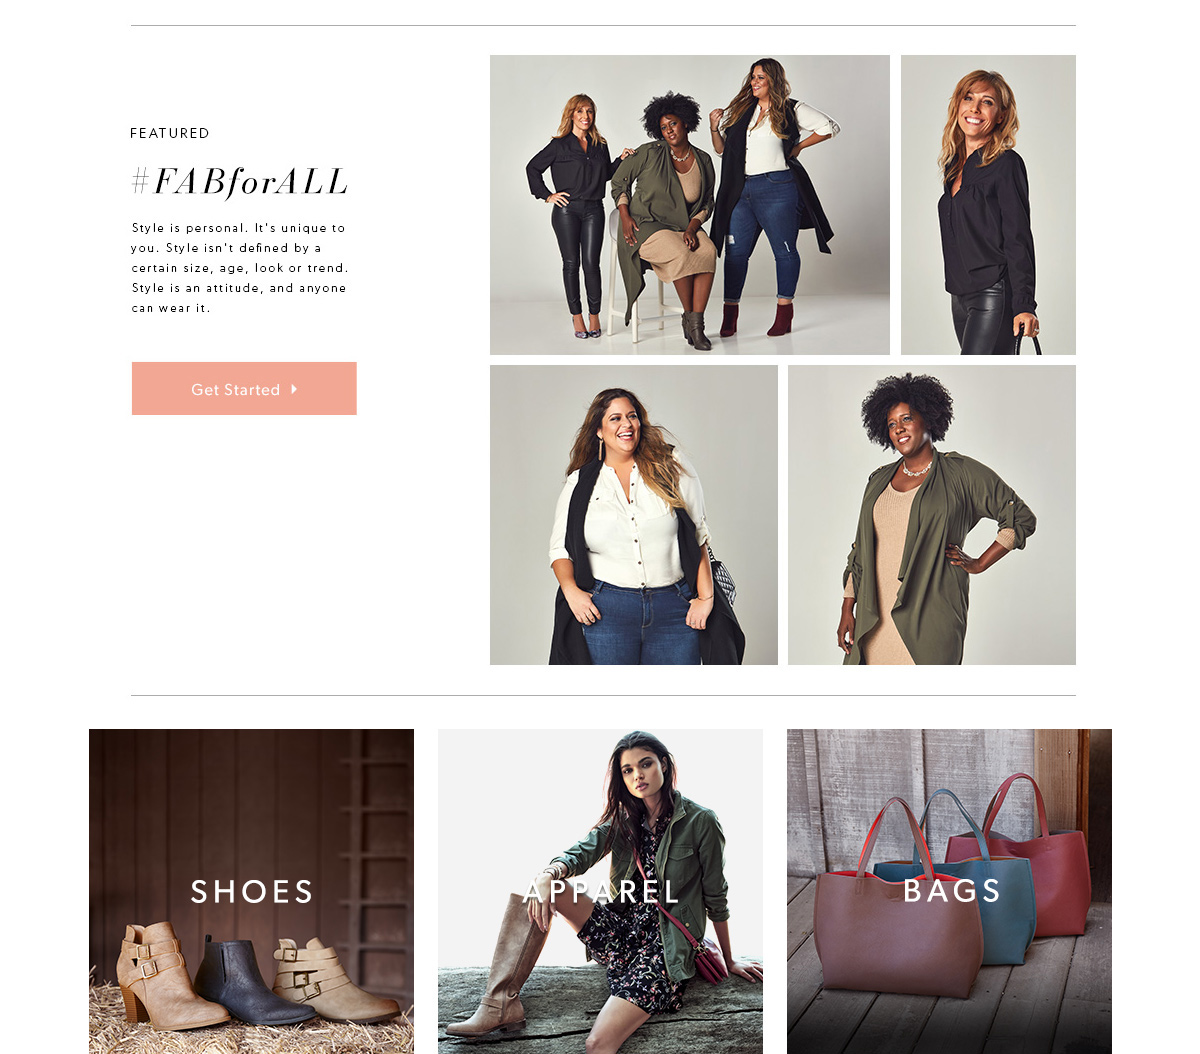 FEATURED
#FABforALL
Style is personal. It's unique to
you. Style isn't defined by a
certain size, age, look or trend.
Style is an attitude, and anyone
can wear it.
Get Started
SHOES
APPAREL
BAGS